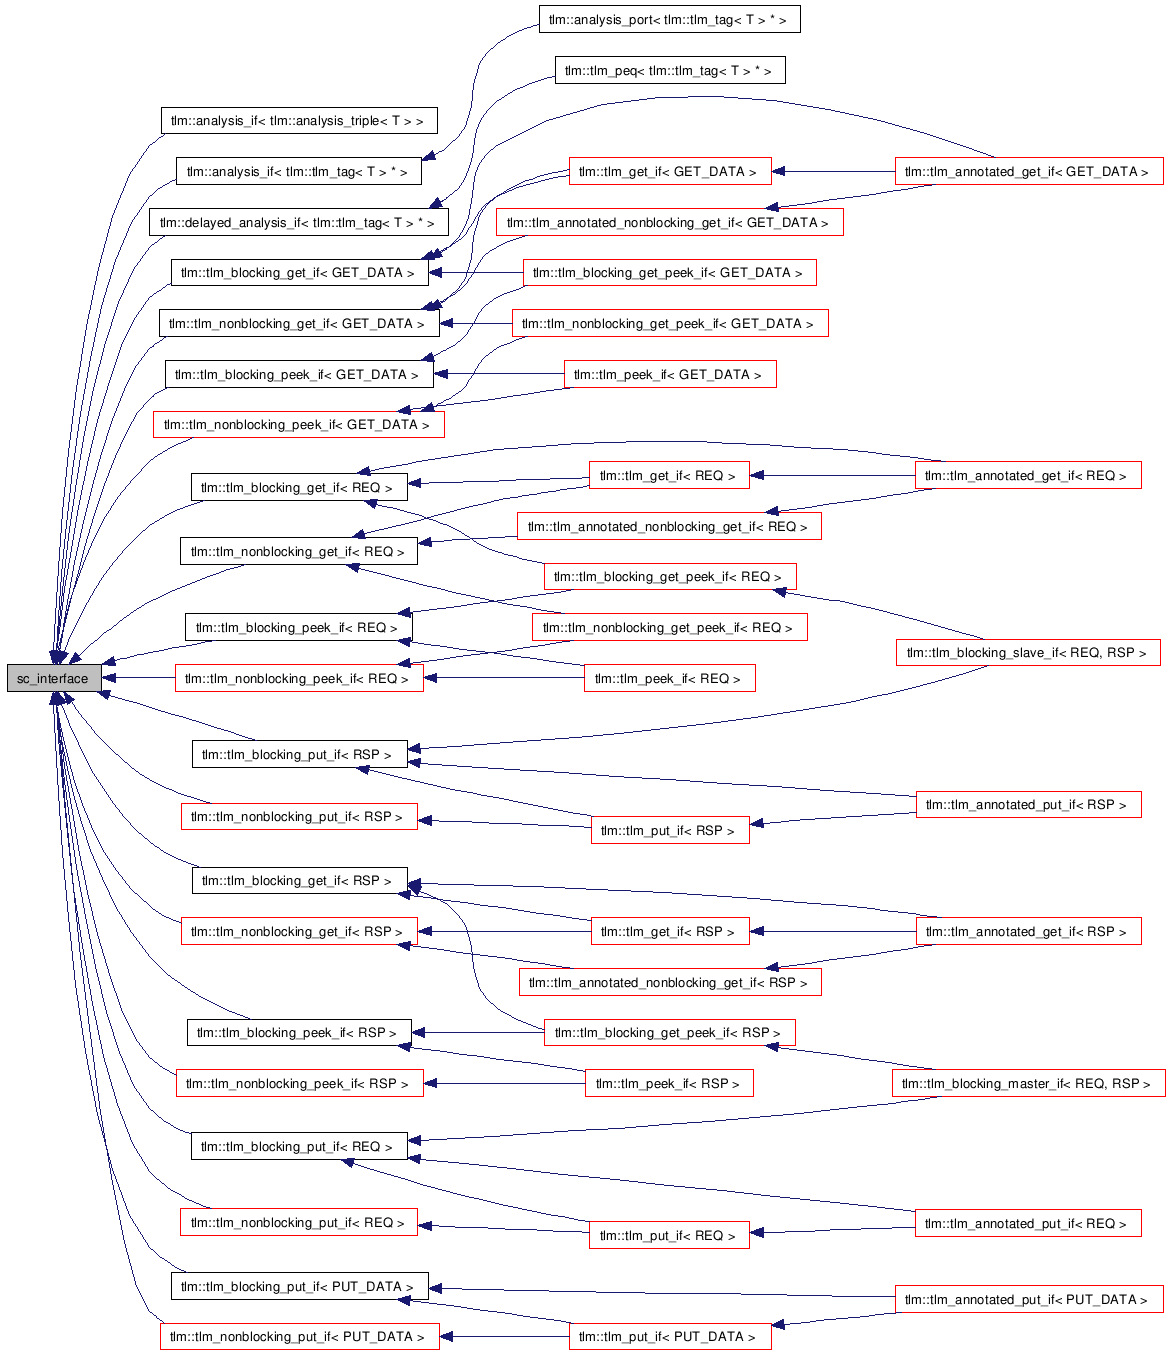 tlm::analysis_port< tlm::tlm_tag< T > * >
tlm::tlm_peq< tlm::tlm_tag< T > * >
tlm::analysis_if< tlm::analysis_triple< T > >
tlm::analysis_if< tlm::tlm_tag< T > * >
tlm::tlm_get_if< GET_DATA >
tlm::tlm_annotated_get_if< GET_DATA >
tlm::delayed_analysis_if< tlm::tlm_tag< T > * >
tlm::tlm_annotated_nonblocking_get_if< GET_DATA >
tlm::tlm_blocking_get_if< GET_DATA >
tlm::tlm_blocking_get_peek_if< GET_DATA >
tlm::tlm_nonblocking_get_if< GET_DATA >
tlm::tlm_nonblocking_get_peek_if< GET_DATA >
tlm::tlm_blocking_peek_if< GET_DATA >
tlm::tlm_peek_if< GET_DATA >
tlm::tlm_nonblocking_peek_if< GET_DATA >
tlm::tlm_blocking_get_if< REQ >
tlm::tlm_get_if< REQ >
tlm::tlm_annotated_get_if< REQ >
tlm::tlm_annotated_nonblocking_get_if< REQ >
tlm::tlm_nonblocking_get_if< REQ >
tlm::tlm_blocking_get_peek_if< REQ >
tlm::tlm_blocking_peek_if< REQ >
tlm::tlm_nonblocking_get_peek_if< REQ >
tlm::tlm_blocking_slave_if< REQ, RSP >
sc_interface
tlm::tlm_nonblocking_peek_if< REQ >
tlm::tlm_peek_if< REQ >
tlm::tlm_blocking_put_if< RSP >
tlm::tlm_annotated_put_if< RSP >
tlm::tlm_nonblocking_put_if< RSP >
tlm::tlm_put_if< RSP >
tlm::tlm_blocking_get_if< RSP >
tlm::tlm_nonblocking_get_if< RSP >
tlm::tlm_get_if< RSP >
tlm::tlm_annotated_get_if< RSP >
tlm::tlm_annotated_nonblocking_get_if< RSP >
tlm::tlm_blocking_peek_if< RSP >
tlm::tlm_blocking_get_peek_if< RSP >
tlm::tlm_nonblocking_peek_if< RSP >
tlm::tlm_peek_if< RSP >
tlm::tlm_blocking_master_if< REQ, RSP >
tlm::tlm_blocking_put_if< REQ >
tlm::tlm_nonblocking_put_if< REQ >
tlm::tlm_put_if< REQ >
tlm::tlm_annotated_put_if< REQ >
tlm::tlm_blocking_put_if< PUT_DATA >
tlm::tlm_annotated_put_if< PUT_DATA >
tlm::tlm_nonblocking_put_if< PUT_DATA >
tlm::tlm_put_if< PUT_DATA >